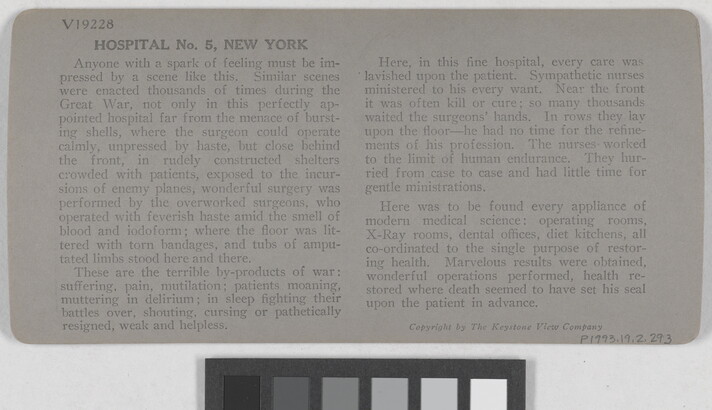 V19228
HOSPITAL No. 5, NEW YORK
Anyone with a spark of feeling must be im-
pressed by a scene like this. Similar scenes
were enacted thousands of times during the
Great War, not only in this perfectly ap-
pointed hospital far from the menace of burst-
ing shells, where the surgeon could operate
calmly, unpressed by haste, but close behind
the front, in rudely constructed shelters
crowded with patients, exposed to the incur-
sions of enemy planes, wonderful surgery was
performed by the overworked surgeons, who
operated with feverish haste amid the smell of
blood and iodoform; where the floor was lit-
tered with torn bandages, and tubs of ampu-
tated limbs stood here and there.
These are the terrible by-products of war:
suffering, pain, mutilation; patients moaning,
muttering in delirium; in sleep fighting their
battles over, shouting, cursing or pathetically
resigned, weak and helpless.
Here, in this fine hospital, every care was
lavished upon the patient. Sympathetic nurses
ministered to his every want. Near the front
it was often kill or cure; so many thousands
waited the surgeons' hands. In rows they lay
upon the floor—he had no time for the refine-
ments of his profession. The nurses worked
to the limit of human endurance. They hur-
ried from case to case and had little time for
gentle ministrations.
Here was to be found every appliance of
modern medical science: operating rooms,
X-Ray rooms, dental offices, diet kitchens, all
co-ordinated to the single purpose of restor-
ing health. Marvelous results were obtained,
wonderful operations performed, health re-
stored where death seemed to have set his seal
upon the patient in advance.
Copyright by The Keystone View Company
P1993.19.2.293